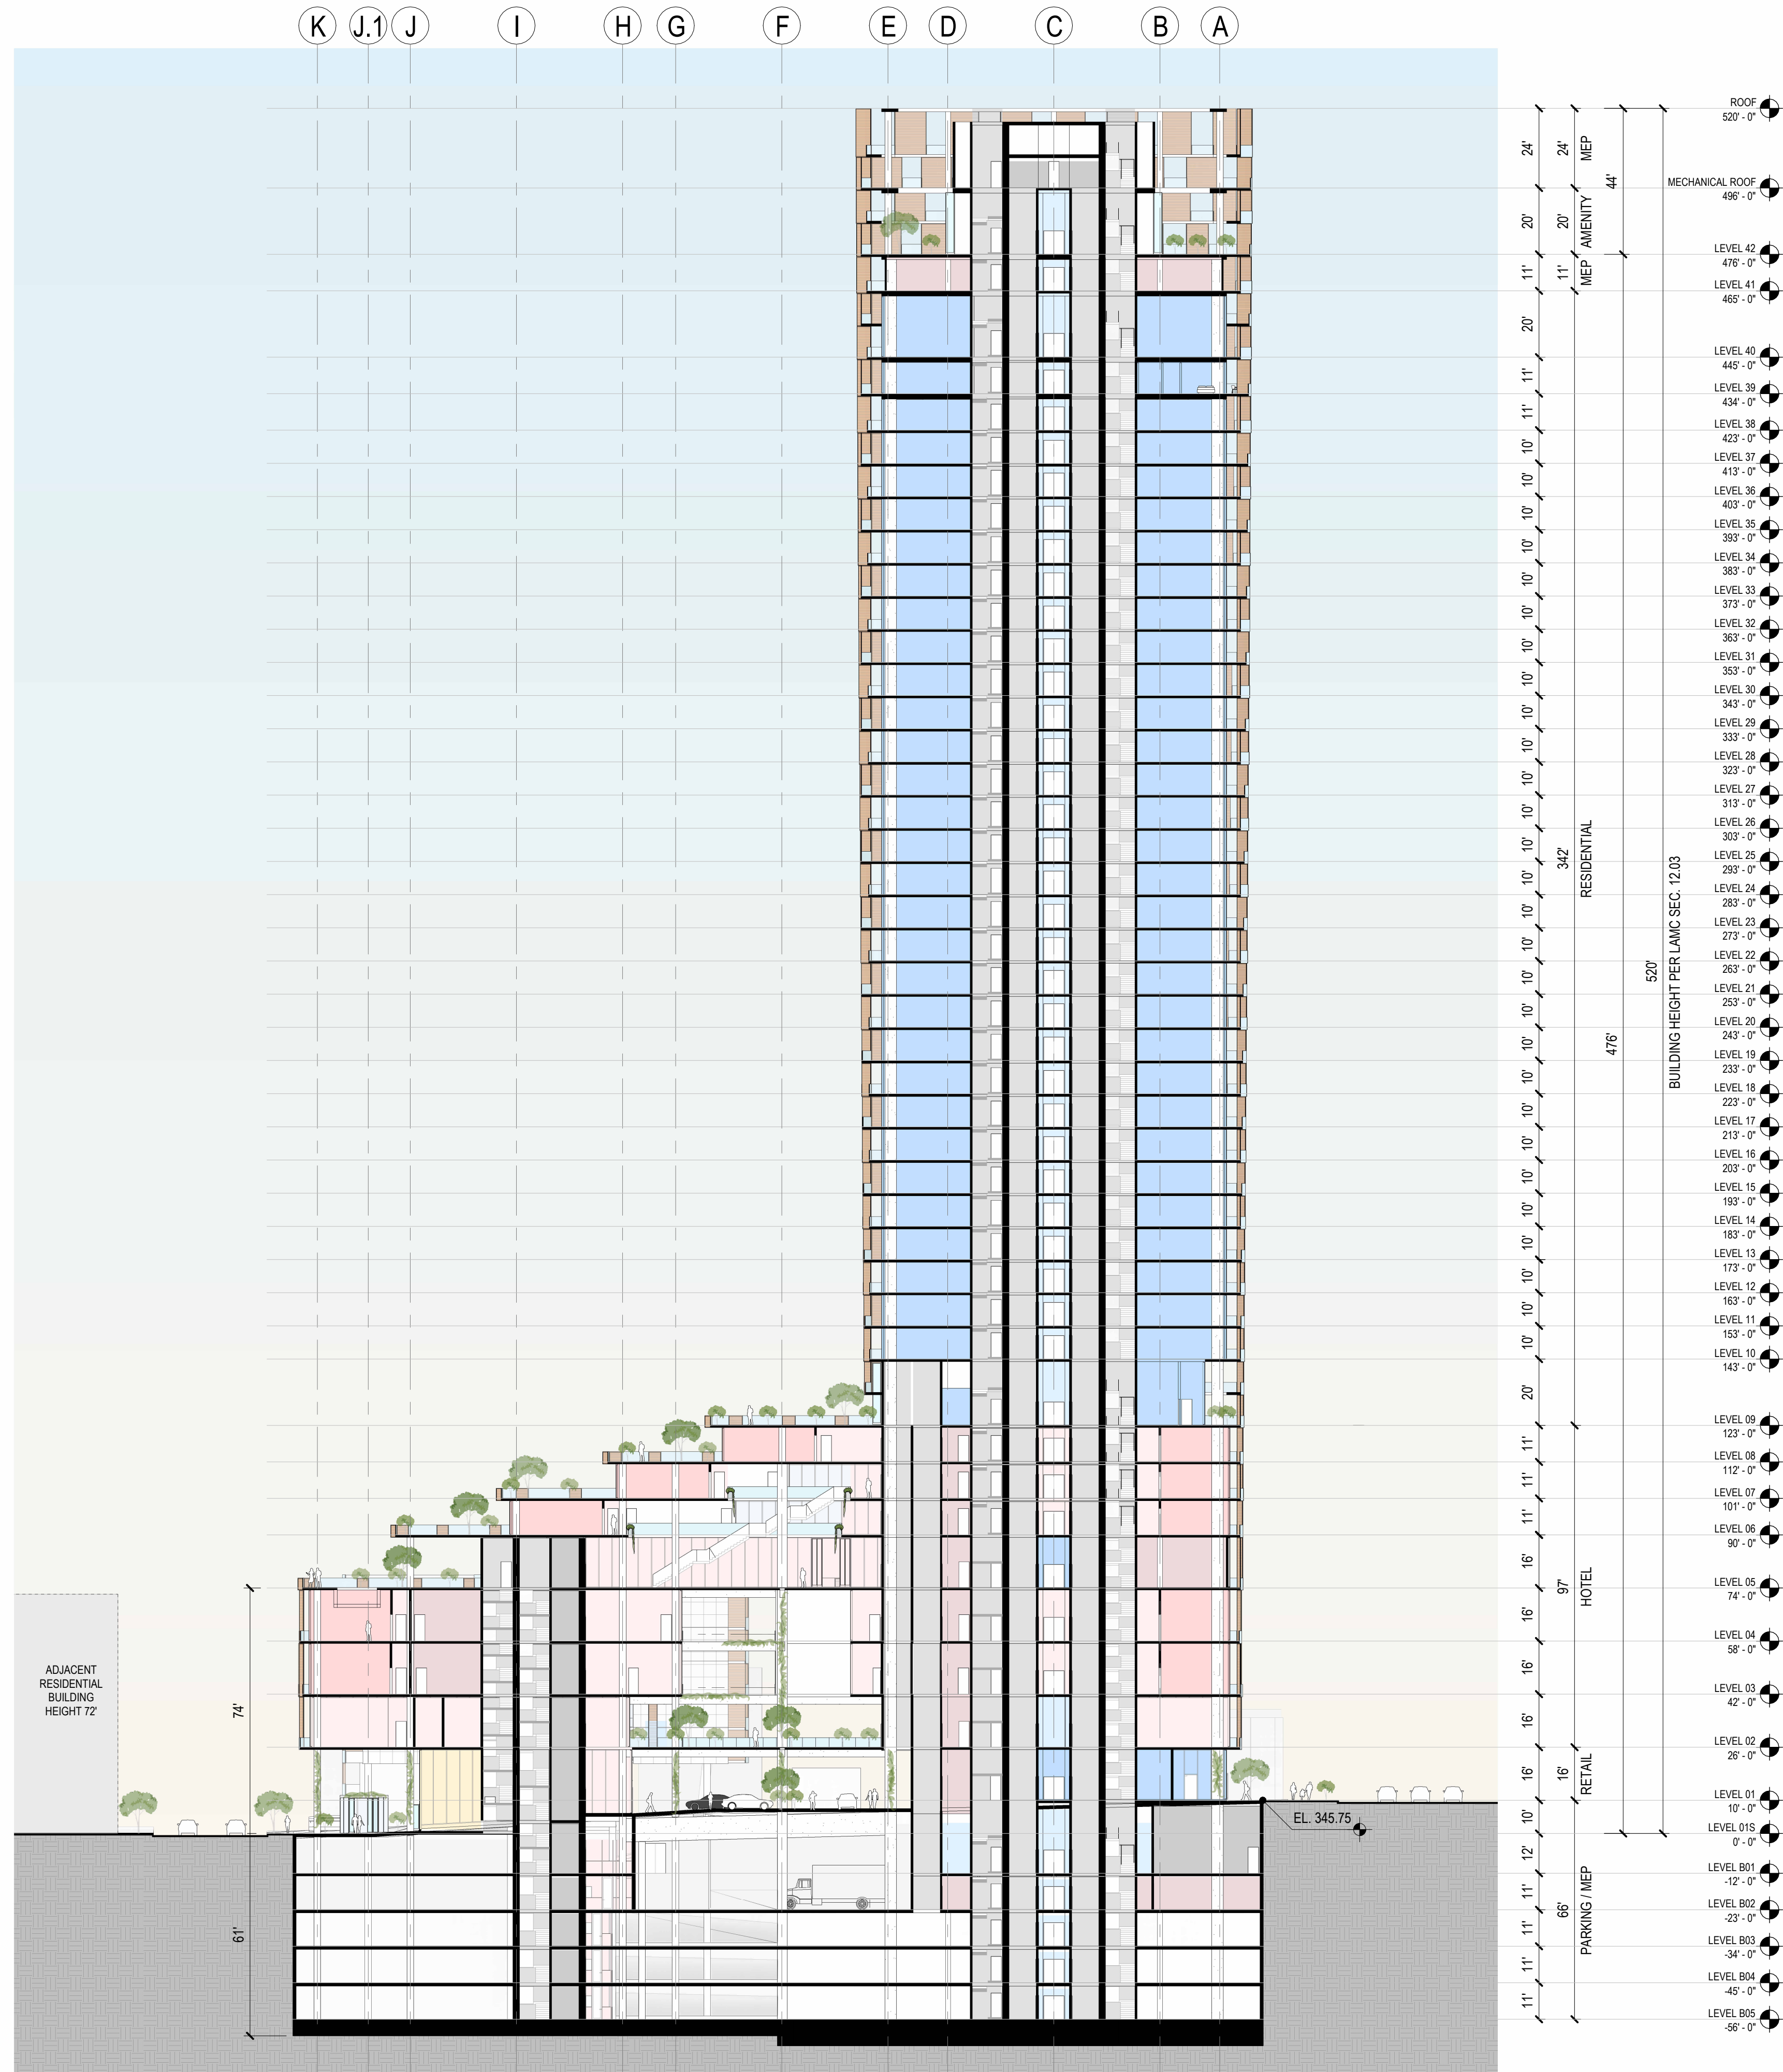 K
J.1
J
I
H
G
F
E
D
C
B
A
ROOF
520' - 0"
24'
24'
MEP
44'
MECHANICAL ROOF
496' - 0"
20'
20'
AMENITY
LEVEL 42
476' - 0"
11'
11'
MEP
LEVEL 41
465' - 0"
20'
LEVEL 40
445' - 0"
11'
LEVEL 39
434' - 0"
11'
LEVEL 38
423' - 0"
10'
LEVEL 37
413' - 0"
10'
LEVEL 36
403' - 0"
10'
LEVEL 35
393' - 0"
10'
LEVEL 34
383' - 0"
10'
LEVEL 33
373' - 0"
10'
LEVEL 32
363' - 0"
10'
LEVEL 31
353' - 0"
10'
LEVEL 30
343' - 0"
10'
LEVEL 29
333' - 0"
10'
LEVEL 28
323' - 0"
10'
LEVEL 27
313' - 0"
10'
LEVEL 26
303' - 0"
10'
342'
RESIDENTIAL
LEVEL 25
293' - 0"
10'
LEVEL 24
283' - 0"
10'
LEVEL 23
273' - 0"
10'
LEVEL 22
263' - 0"
10'
520'
BUILDING HEIGHT PER LAMC SEC. 12.03
LEVEL 21
253' - 0"
10'
LEVEL 20
243' - 0"
10'
476'
LEVEL 19
233' - 0"
10'
LEVEL 18
223' - 0"
10'
LEVEL 17
213' - 0"
10'
LEVEL 16
203' - 0"
10'
LEVEL 15
193' - 0"
10'
LEVEL 14
183' - 0"
10'
LEVEL 13
173' - 0"
10'
LEVEL 12
163' - 0"
10'
LEVEL 11
153' - 0"
10'
LEVEL 10
143' - 0"
20'
LEVEL 09
123' - 0"
11'
LEVEL 08
112' - 0"
11'
LEVEL 07
101' - 0"
11'
LEVEL 06
90' - 0"
16'
97'
HOTEL
LEVEL 05
74' - 0"
16'
LEVEL 04
58' - 0"
16'
LEVEL 03
42' - 0"
16'
LEVEL 02
26' - 0"
16'
16'
RETAIL
LEVEL 01
10' - 0"
10'
LEVEL 01S
0' - 0"
12'
LEVEL B01
-12' - 0"
11'
LEVEL B02
-23' - 0"
11'
66'
PARKING / MEP
LEVEL B03
-34' - 0"
11'
LEVEL B04
-45' - 0"
11'
LEVEL B05
-56' - 0"
ADJACENT
RESIDENTIAL
BUILDING
HEIGHT 72'
74'
61'
EL. 345.75